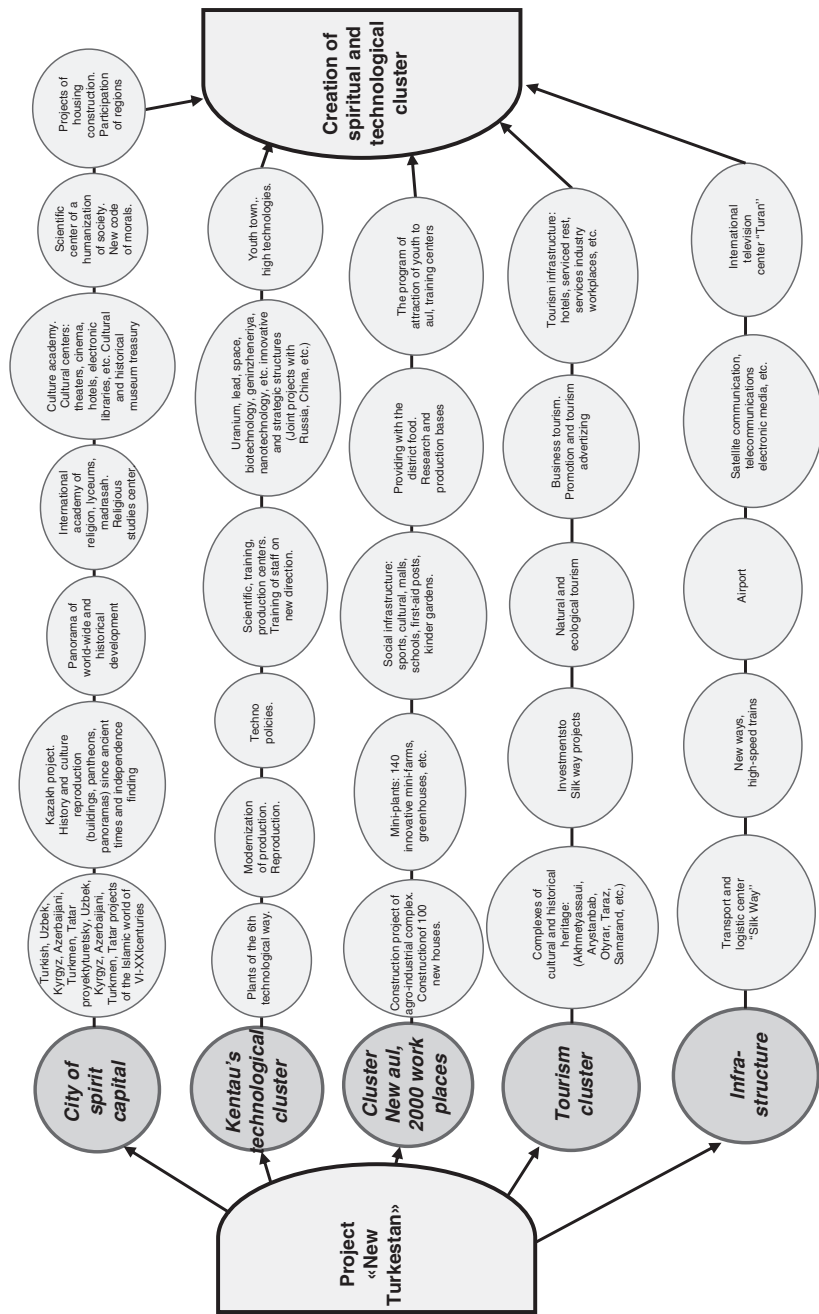 Project
«New
Turkestan»
City of
spirit
capital
Turkish, Uzbek,
Kyrgyz, Azerbaijani,
Turkmen, Tatar
proyektyturetsky, Uzbek,
Kyrgyz, Azerbaijani,
Turkmen, Tatar projects
of the Islamic world of
VI-XXIcenturies
Kazakh project.
History and culture
reproduction
(buildings, pantheons,
panoramas) since ancient
times and independence
finding
Panorama of
world-wide and
historical
development
International
academy of
religion, lyceums,
madrasah.
Religious
studies center
Culture academy.
Cultural centers:
theaters, cinema,
hotels, electronic
libraries, etc. Cultural
and historical
museum treasury
Scientific
center of a
humanization
of society.
New code
of morals.
Projects of
housing
construction.
Participation
of regions
Kentau's
technological
cluster
Plants of the 6th
technological way.
Modernization
of production.
Reproduction.
Techno
policies.
Scientific, training,
production centers.
Training of staff on
new direction.
Uranium, lead, space,
biotechnology, geninzheneriya,
nanotechnology, etc. innovative
and strategic structures
(Joint projects with
Russia, China, etc.)
Youth town,.
high technologies.
Cluster
New aul,
2000 work
places
Construction project of
agro-industrial complex.
Constructionof 100
new houses.
Mini-plants: 140
innovative mini-farms,
greenhouses, etc.
Social infrastructure:
sports, cultural, malls,
schools, first-aid posts,
kinder gardens.
Providing with the
district food.
Research and
production bases
The program of
attraction of youth to
aul, training centers
Tourism
cluster
Complexes of
cultural and historical
heritage:
(Akhmetyassaui,
Arystanbab,
Otyrar, Taraz,
Samarand, etc.)
Investmentsto
Silk way projects
Natural and
ecological tourism
Business tourism.
Promotion and tourism
advertizing
Tourism infrastructure:
hotels, serviced rest,
services industry
workplaces, etc.
Infra-
structure
Transport and
logistic center
"Silk Way"
New ways,
high-speed trains
Airport
Satellite communication,
telecommunications
electronic media, etc.
International
television
center "Turan"
Creation of
spiritual and
technological
cluster